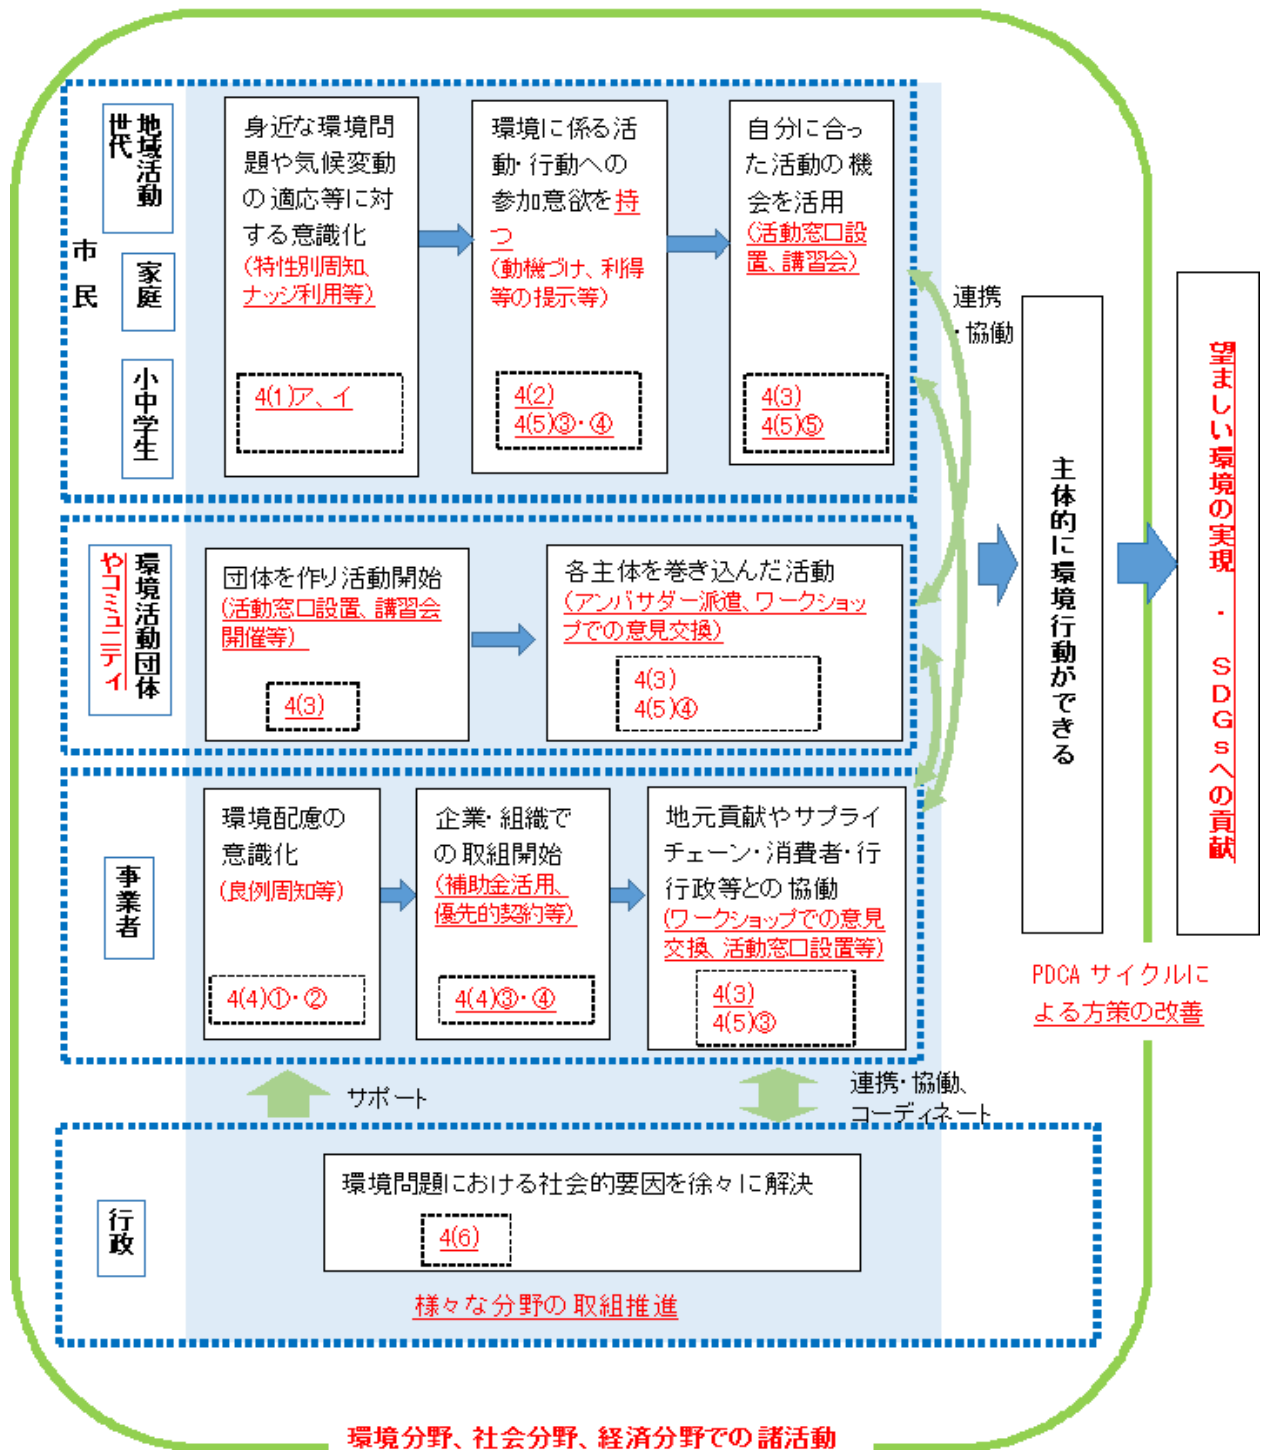 地域活動
世代
市民
家庭
小中学生
身近な環境問
題や気候変動
の適応等に対
する意識化
(特性別周知、
ナッジ利用等)
4(1)ア、イ
環境に係る活
動・行動への
参加意欲を持
つ
(動機づけ、利得
等の提示等)
4(2)
4(5)③・④
自分に合っ
た活動の機
会を活用
(活動窓口設
置、講習会)
4(3)
4(5)⑤
連携
・協働
環境活動団体
やコミュニティ
団体を作り活動開始
(活動窓口設置、講習会
開催等)
4(3)
各主体を巻き込んだ活動
(アンバサダー派遣、ワークショッ
プでの意見交換)
4(3)
4(5)④
事業者
環境配慮の
意識化
(良例周知等)
4(4)①・②
企業・組織で
の取組開始
(補助金活用、
優先的契約等)
4(4)③・④
地元貢献やサプライ
チェーン・消費者・行
行政等との協働
(ワークショップでの意見
交換、活動窓口設置等)
4(3)
4(5)③
主体的に環境行動ができる
望ましい環境の実現 ・ SDGsへの貢献
PDCA サイクルに
よる方策の改善
サポート
連携・協働、
コーディネート
行政
環境問題における社会的要因を徐々に解決
4(6)
様々な分野の取組推進
環境分野、社会分野、経済分野での諸活動